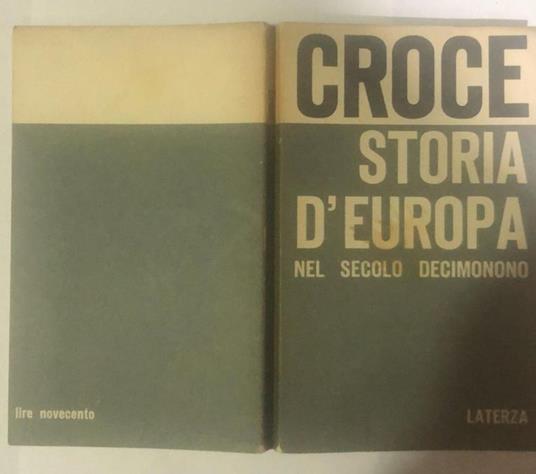 CROCE
STORIA
D'EUROPA
NEL SECOLO DECIMONONO
LATERZA
lire novecento